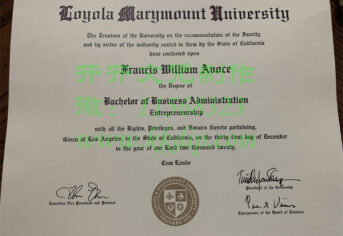 Loyola Marymount University
The Trustees of the University on the recommendation of the Faculty
and by virtue of the authority vested in them by the State of California
have conferred upon
Francis William Avore
the Degree of
Bachelor of Business Administration
Entrepreneurship
with all the Rights, Privileges, and Honors thereto pertaining.
Given at Los Angeles, in the State of California, on the thirty-first day of December
in the year of our Lord two thousand twenty.
Cum Laude
Executive Vice President and Provost
President of the University
Chairperson of the Board of Trustees